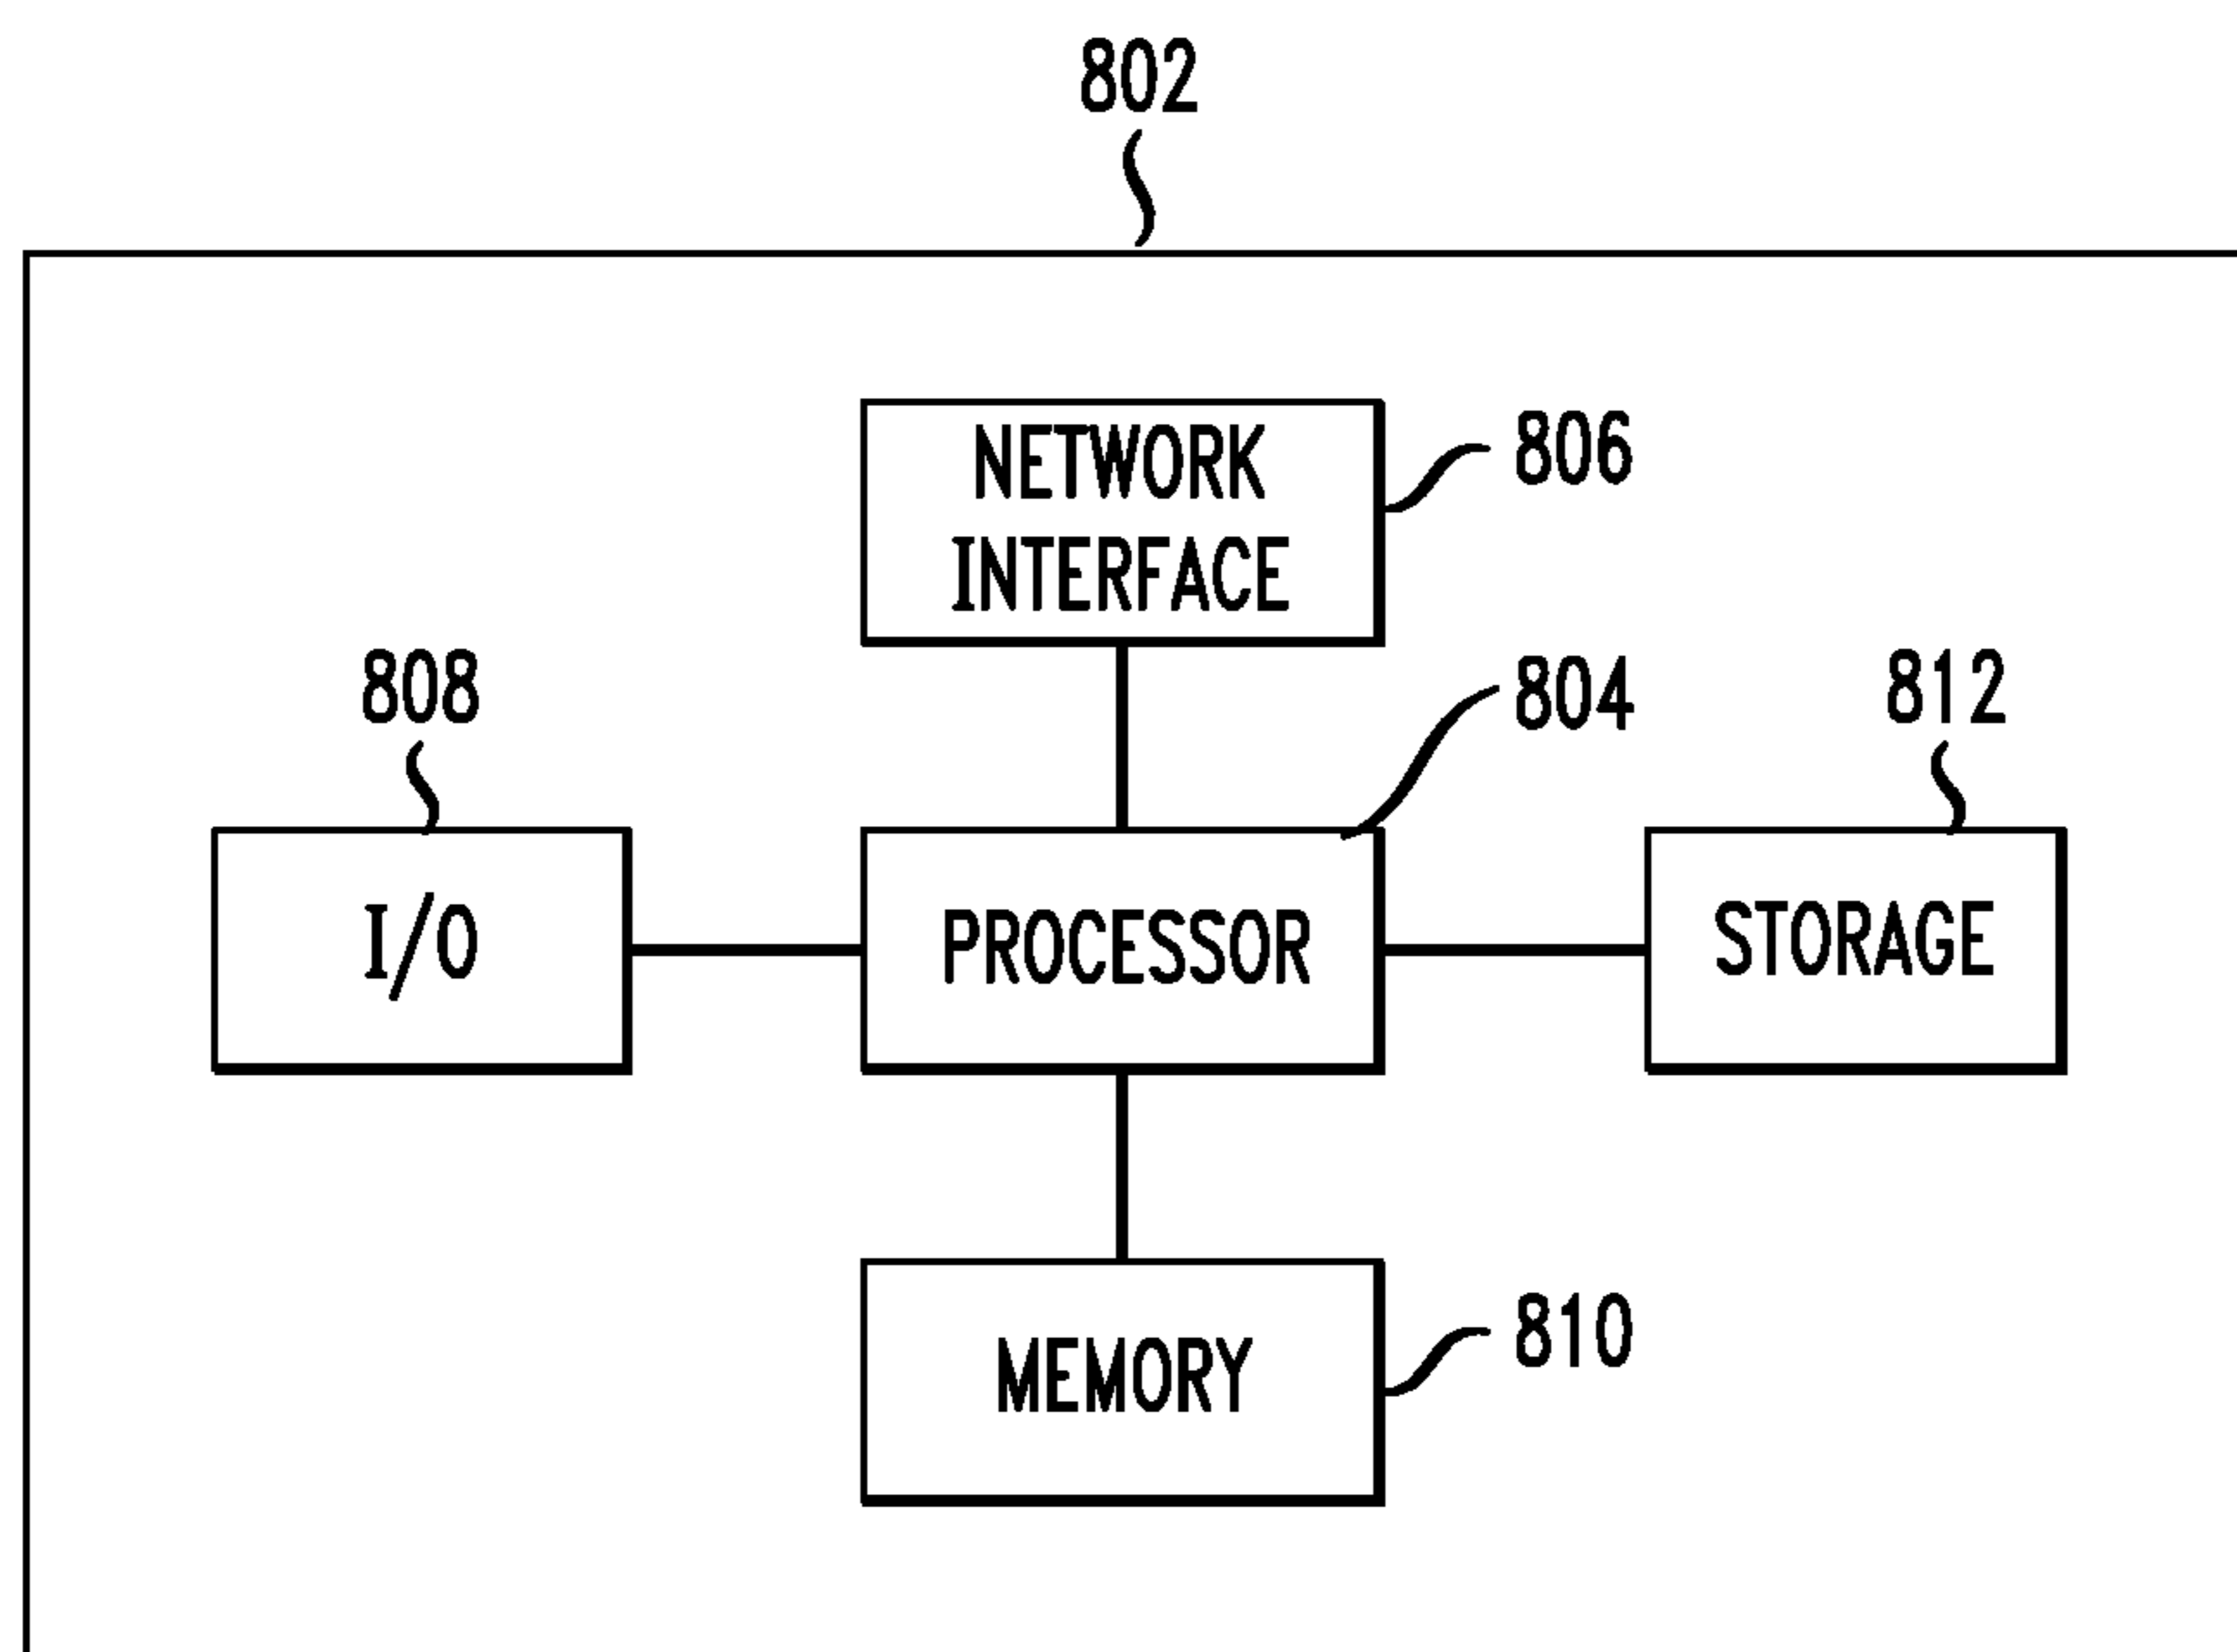 802
NETWORK
INTERFACE
806
808
804
812
I/O
PROCESSOR
STORAGE
MEMORY
810